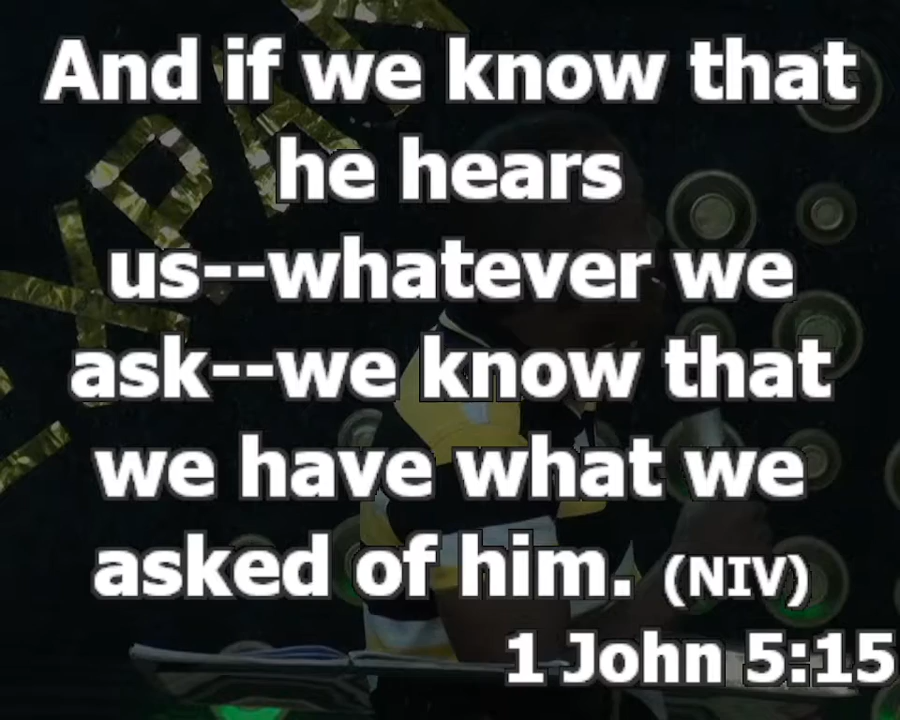 And if we know that
he hears
us--whatever we
ask--we know that
we have what we
asked of him. (NIV)
1 John 5:15